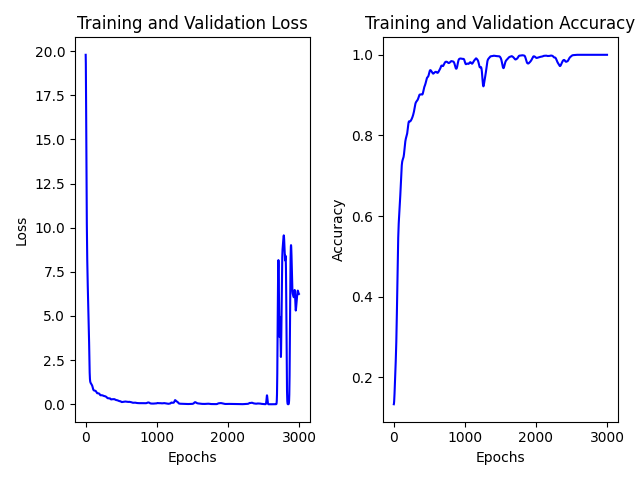 Training and Validation Loss
20.0
17.5
15.0
12.5
10.0
7.5
5.0
2.5
0.0
Loss
0 1000 2000 3000
Epochs
Training and Validation Accuracy
1.0
0.8
0.6
0.4
0.2
Accuracy
0 1000 2000 3000
Epochs